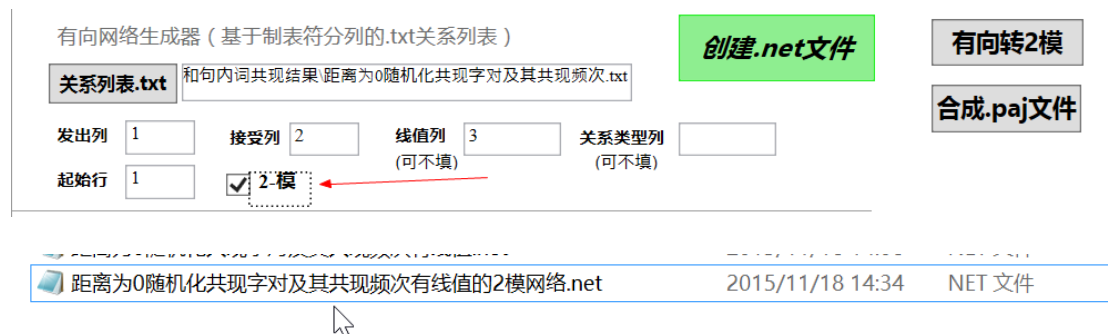 有向网络生成器（基于制表符分列的.txt关系列表）
创建.net文件
有向转2模
关系列表.txt
和句内词共现结果\距离为0随机化共现字对及其共现频次.txt
合成.paj文件
发出列 1
接受列 2
线值列 3
关系类型列
(可不填)
(可不填)
起始行 1
2-模
距离为0随机化共现字对及其共现频次有线值的2模网络.net
2015/11/18 14:34
NET 文件